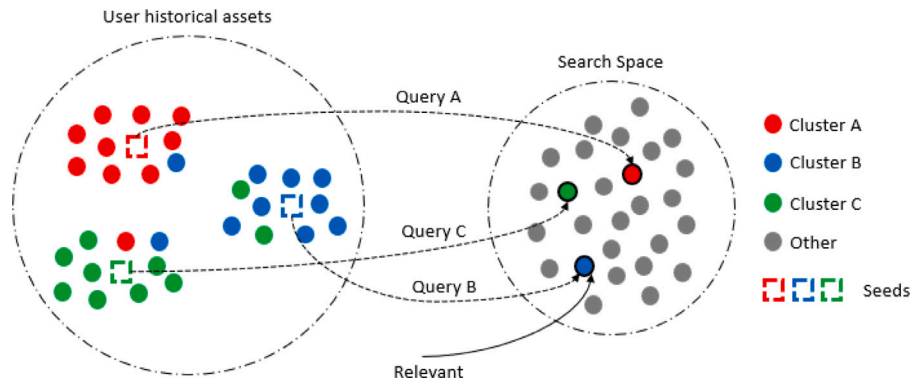 User historical assets
Search Space
Query A
Query C
Query B
Relevant
Cluster A
Cluster B
Cluster C
Other
Seeds